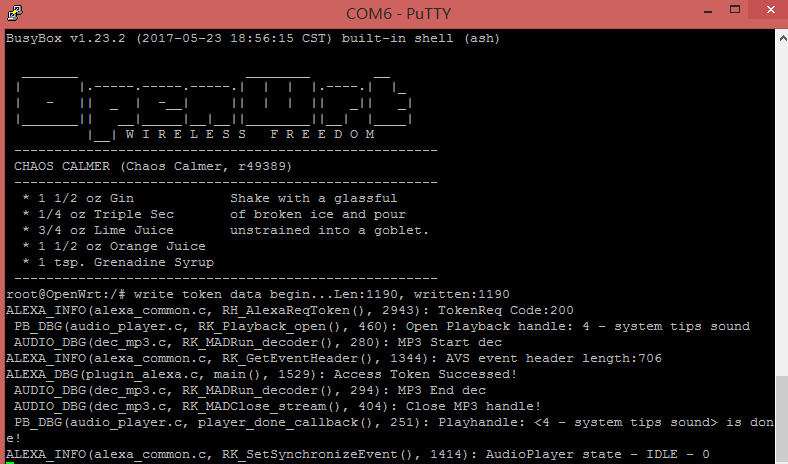 COM6 - PuTTY
BusyBox v1.23.2 (2017-05-23 18:56:15 CST) built-in shell (ash)
  _______                     ________        __
 |       |.-----.-----.-----.|  |  |  |.----.|  |_
 |   -   ||  _  |  -__|     ||  |  |  ||   _||   _|
 |_______||   __|_____|__|__||________||__|  |____|
          |__| W I R E L E S S   F R E E D O M
 -----------------------------------------------------
 CHAOS CALMER (Chaos Calmer, r49389)
 -----------------------------------------------------
  * 1 1/2 oz Gin            Shake with a glassful
  * 1/4 oz Triple Sec       of broken ice and pour
  * 3/4 oz Lime Juice       unstrained into a goblet.
  * 1 1/2 oz Orange Juice
  * 1 tsp. Grenadine Syrup
 -----------------------------------------------------
root@OpenWrt:/# write token data begin...Len:1190, written:1190
ALEXA_INFO(alexa_common.c, RH_AlexaReqToken(), 2943): TokenReq Code:200
 PB_DBG(audio_player.c, RK_Playback_open(), 460): Open Playback handle: 4 - system tips sound
 AUDIO_DBG(dec_mp3.c, RK_MADRun_decoder(), 280): MP3 Start dec
ALEXA_INFO(alexa_common.c, RK_GetEventHeader(), 1344): AVS event header length:706
ALEXA_DBG(plugin_alexa.c, main(), 1529): Access Token Successed!
 AUDIO_DBG(dec_mp3.c, RK_MADRun_decoder(), 294): MP3 End dec
 AUDIO_DBG(dec_mp3.c, RK_MADClose_stream(), 404): Close MP3 handle!
 PB_DBG(audio_player.c, player_done_callback(), 251): Playhandle: <4 - system tips sound> is don
e!
ALEXA_INFO(alexa_common.c, RK_SetSynchronizeEvent(), 1414): AudioPlayer state - IDLE - 0